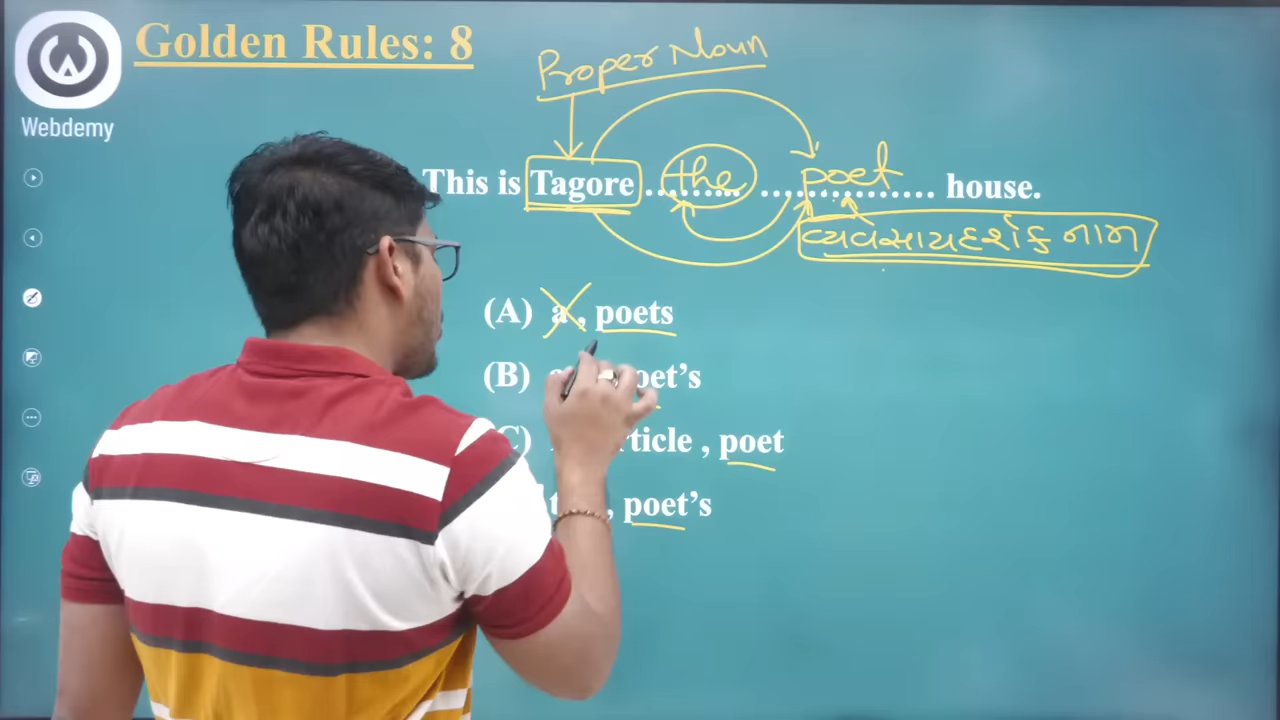 Golden Rules: 8
Proper Noun
Webdemy
This is Tagore ......... the ................ poet house.
વ્યવસાયદર્શક નામ
(A) a , poets
(B) poet's
(C) article , poet
, poet's